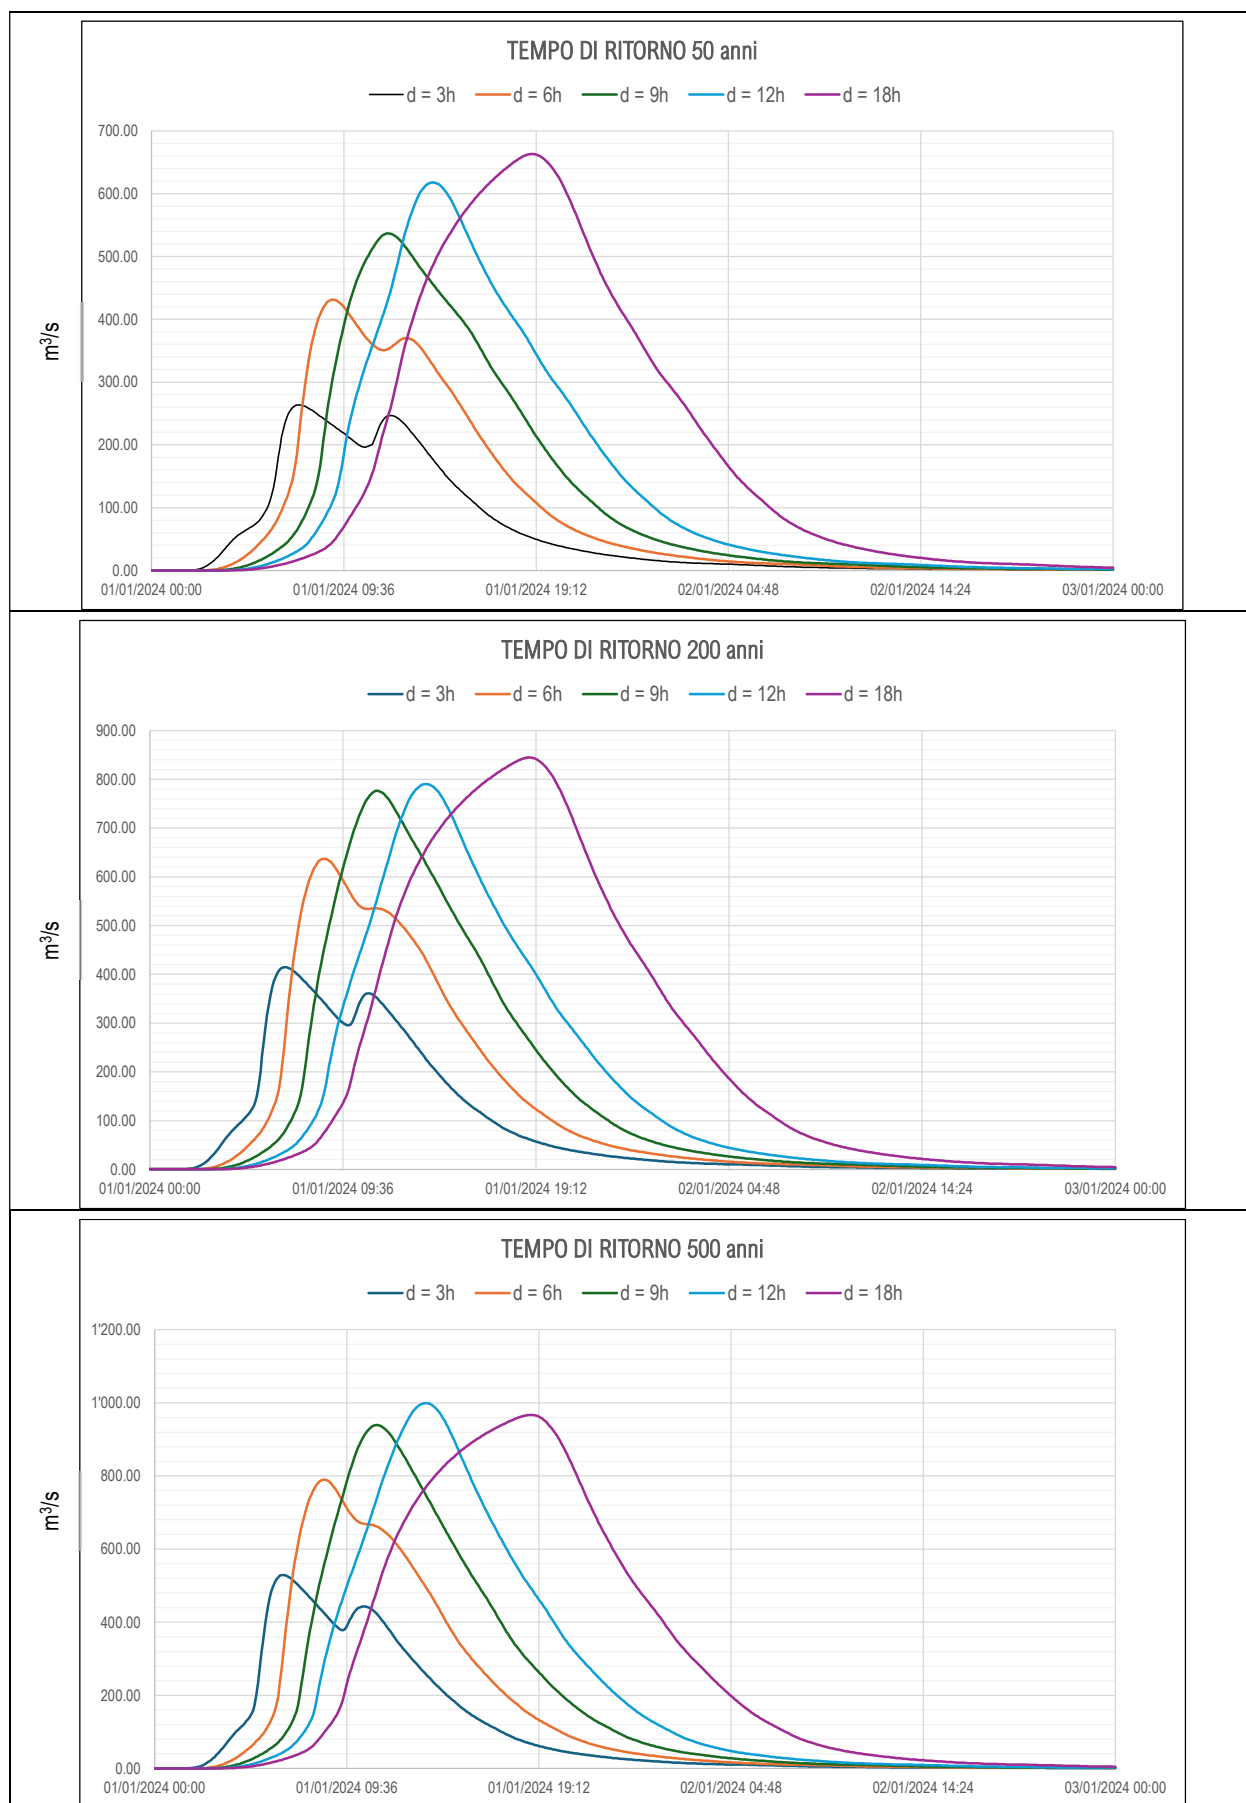 TEMPO DI RITORNO 50 anni
d = 3h d = 6h d = 9h d = 12h d = 18h
700.00
600.00
500.00
400.00
300.00
200.00
100.00
0.00
m³/s
01/01/2024 00:00 01/01/2024 09:36 01/01/2024 19:12 02/01/2024 04:48 02/01/2024 14:24 03/01/2024 00:00
TEMPO DI RITORNO 200 anni
d = 3h d = 6h d = 9h d = 12h d = 18h
900.00
800.00
700.00
600.00
500.00
400.00
300.00
200.00
100.00
0.00
m³/s
01/01/2024 00:00 01/01/2024 09:36 01/01/2024 19:12 02/01/2024 04:48 02/01/2024 14:24 03/01/2024 00:00
TEMPO DI RITORNO 500 anni
d = 3h d = 6h d = 9h d = 12h d = 18h
1'200.00
1'000.00
800.00
600.00
400.00
200.00
0.00
m³/s
01/01/2024 00:00 01/01/2024 09:36 01/01/2024 19:12 02/01/2024 04:48 02/01/2024 14:24 03/01/2024 00:00